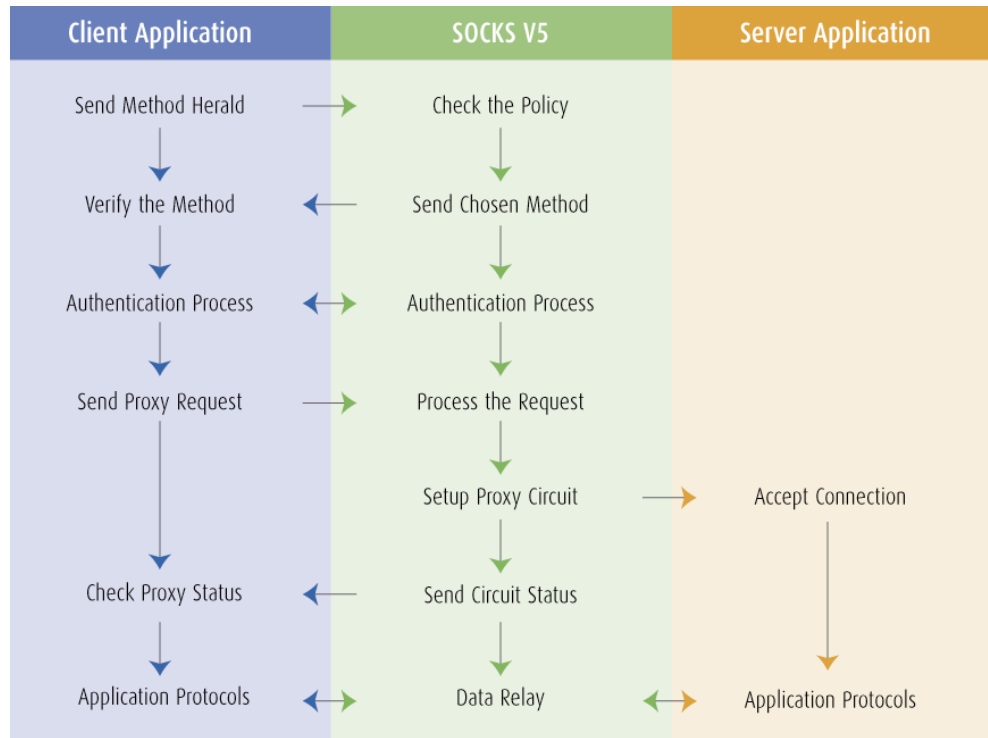 Client Application
SOCKS V5
Server Application
Send Method Herald
Check the Policy
Verify the Method
Send Chosen Method
Authentication Process
Authentication Process
Send Proxy Request
Process the Request
Setup Proxy Circuit
Accept Connection
Check Proxy Status
Send Circuit Status
Application Protocols
Data Relay
Application Protocols